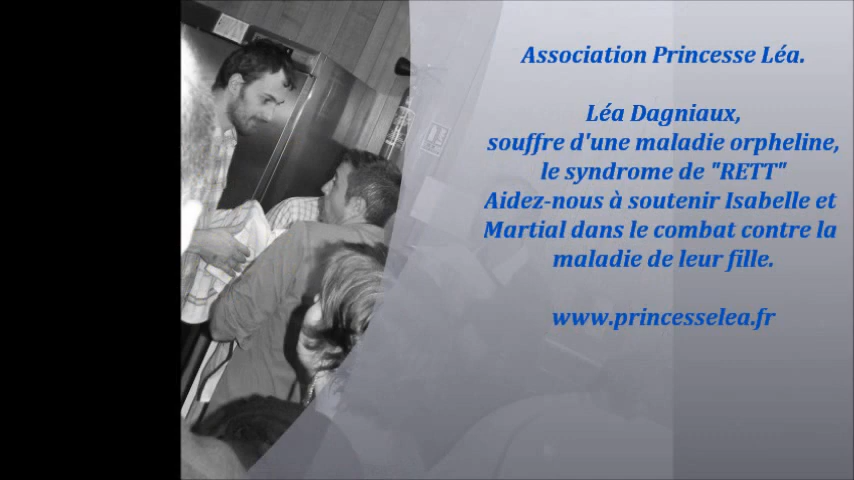 Association Princesse Léa.
Léa Dagniaux,
souffre d'une maladie orpheline,
le syndrome de "RETT"
Aidez-nous à soutenir Isabelle et
Martial dans le combat contre la
maladie de leur fille.
www.princesselea.fr